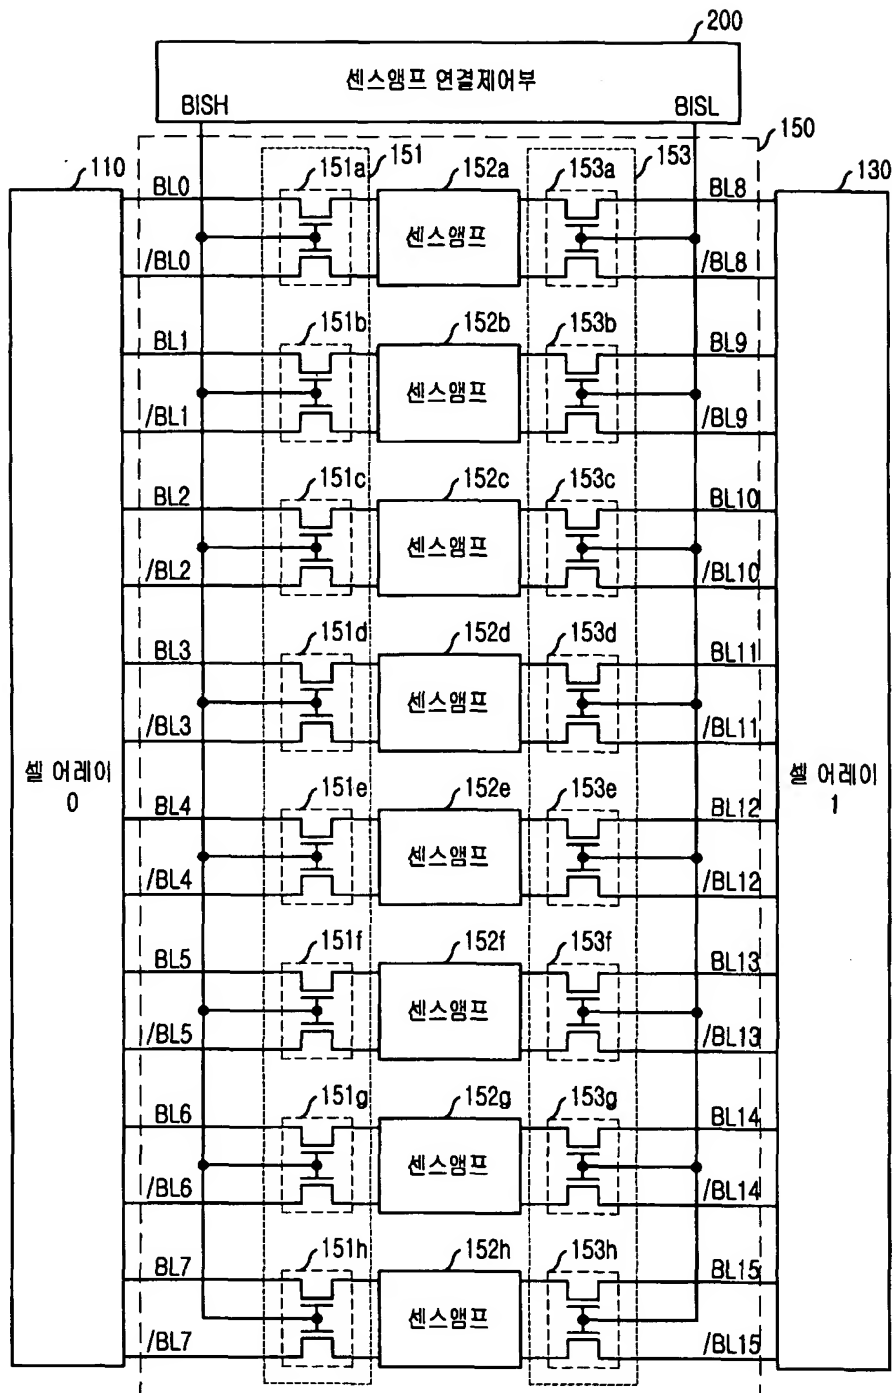 200
센스앰프 연결제어부
BISH
BISL
150
110
151a
151
152a
153a
153
130
BL0
BL8
센스앰프
/BL0
/BL8
151b
152b
153b
BL1
BL9
센스앰프
/BL1
/BL9
151c
152c
153c
BL2
BL10
센스앰프
/BL2
/BL10
151d
152d
153d
BL3
BL11
센스앰프
/BL3
/BL11
셀 어레이
0
셀 어레이
1
151e
152e
153e
BL4
BL12
센스앰프
/BL4
/BL12
151f
152f
153f
BL5
BL13
센스앰프
/BL5
/BL13
151g
152g
153g
BL6
BL14
센스앰프
/BL6
/BL14
151h
152h
153h
BL7
BL15
센스앰프
/BL7
/BL15